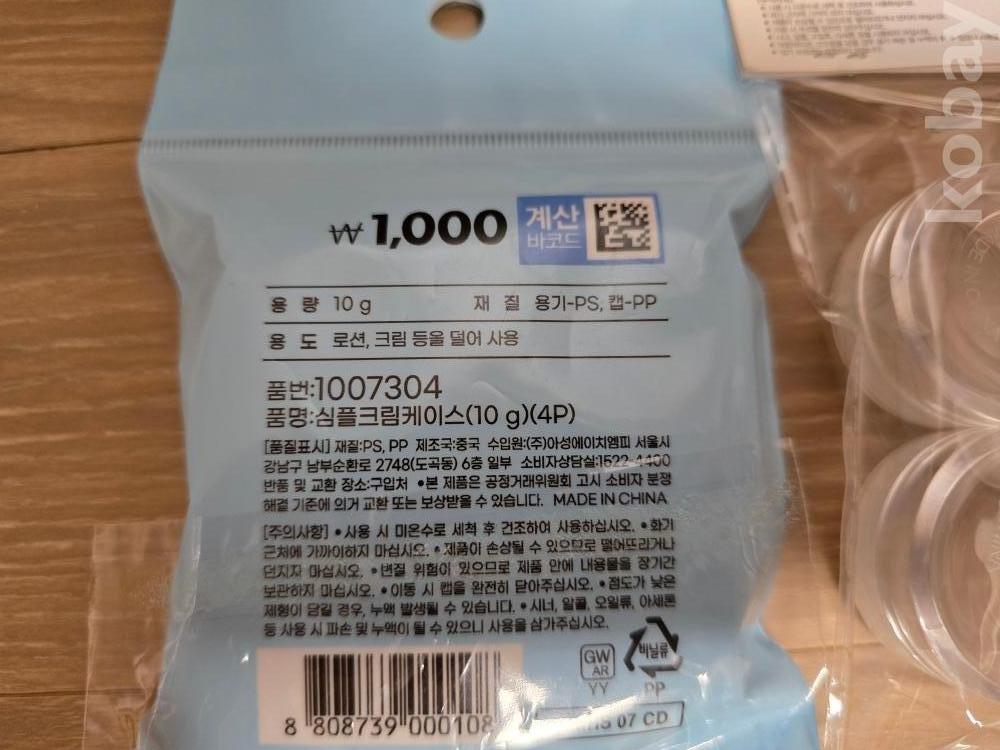 kobay
₩ 1,000 계산 바코드
용 량 10 g 재 질 용기-PS, 캡-PP
용 도 로션, 크림 등을 덜어 사용
품번:1007304
품명:심플크림케이스(10 g)(4P)
[품질표시] 재질:PS, PP 제조국:중국 수입원:(주)아성에이치엠피 서울시
강남구 남부순환로 2748(도곡동) 6층 일부 소비자상담실:1522-4400
반품 및 교환 장소:구입처 •본 제품은 공정거래위원회 고시 소비자 분쟁
해결 기준에 의거 교환 또는 보상받을 수 있습니다. MADE IN CHINA
[주의사항] •사용 시 미온수로 세척 후 건조하여 사용하십시오. •화기
근처에 가까이하지 마십시오. •제품이 손상될 수 있으므로 떨어뜨리거나
던지지 마십시오. •변질 위험이 있으므로 제품 안에 내용물을 장기간
보관하지 마십시오. •이동 시 캡을 완전히 닫아주십시오. •점도가 낮은
제형이 담길 경우, 누액 발생될 수 있습니다. •시너, 알콜, 오일류, 아세톤
등 사용 시 파손 및 누액이 될 수 있으니 사용을 삼가주십시오.
GW
AR
YY
비닐류
PP
8 808739 000108
07 CD